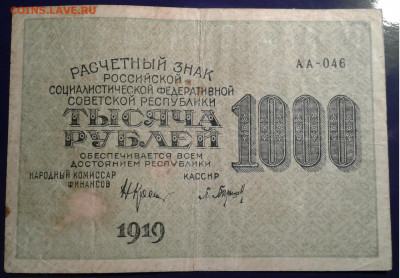 COINS.LAVE.RU
РАСЧЕТНЫЙ ЗНАК
РОССИЙСКОЙ
СОЦИАЛИСТИЧЕСКОЙ ФЕДЕРАТИВНОЙ
СОВЕТСКОЙ РЕСПУБЛИКИ
АА-046
ТЫСЯЧА
РУБЛЕЙ
1000
ОБЕСПЕЧИВАЕТСЯ ВСЕМ
ДОСТОЯНИЕМ РЕСПУБЛИКИ
НАРОДНЫЙ КОМИССАР
ФИНАНСОВ
КАССИР
1919